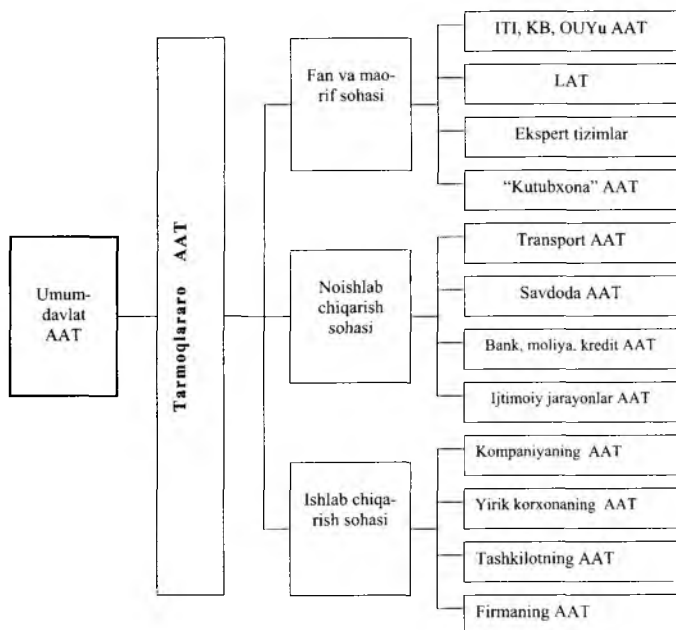 Umum-
davlat
AAT
Tarmoqlararo AAT
Fan va mao-
rif sohasi
ITI, KB, OUYu AAT
LAT
Ekspert tizimlar
“Kutubxona” AAT
Noishlab
chiqarish
sohasi
Transport AAT
Savdoda AAT
Bank, moliya. kredit AAT
Ijtimoiy jarayonlar AAT
Ishlab chiqa-
rish sohasi
Kompaniyaning AAT
Yirik korxonaning AAT
Tashkilotning AAT
Firmaning AAT